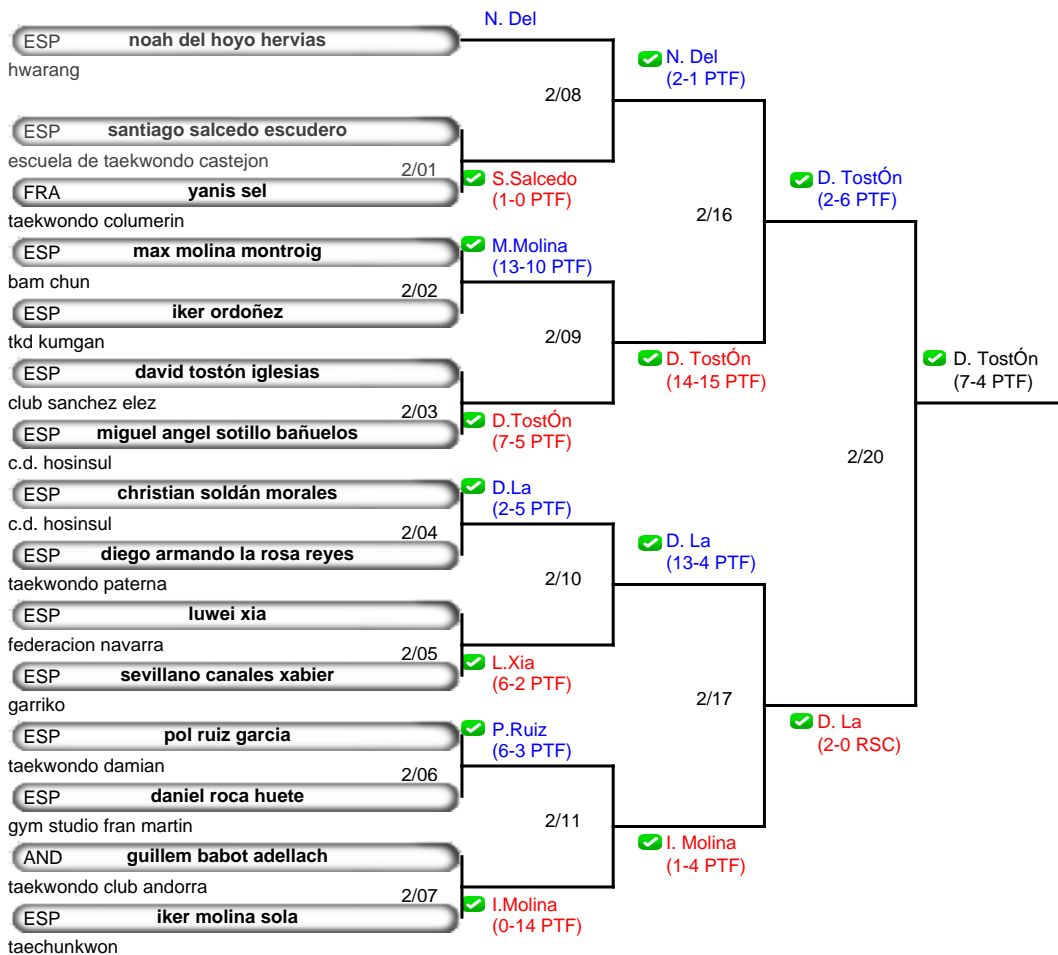 N. Del
ESP noah del hoyo hervias
hwarang
N. Del
(2-1 PTF)
2/08
ESP santiago salcedo escudero
escuela de taekwondo castejon
2/01
FRA yanis sel
taekwondo columerin
S.Salcedo
(1-0 PTF)
D. TostÓn
(2-6 PTF)
2/16
ESP max molina montroig
bam chun
M.Molina
(13-10 PTF)
2/02
ESP iker ordoñez
tkd kumgan
2/09
D. TostÓn
(14-15 PTF)
D. TostÓn
(7-4 PTF)
ESP david tostón iglesias
club sanchez elez
2/03
ESP miguel angel sotillo bañuelos
c.d. hosinsul
D.TostÓn
(7-5 PTF)
2/20
ESP christian soldán morales
c.d. hosinsul
D.La
(2-5 PTF)
2/04
ESP diego armando la rosa reyes
taekwondo paterna
D. La
(13-4 PTF)
2/10
ESP luwei xia
federacion navarra
2/05
ESP sevillano canales xabier
garriko
L.Xia
(6-2 PTF)
2/17
D. La
(2-0 RSC)
ESP pol ruiz garcia
taekwondo damian
P.Ruiz
(6-3 PTF)
2/06
ESP daniel roca huete
gym studio fran martin
2/11
I. Molina
(1-4 PTF)
AND guillem babot adellach
taekwondo club andorra
2/07
ESP iker molina sola
taechunkwon
I.Molina
(0-14 PTF)